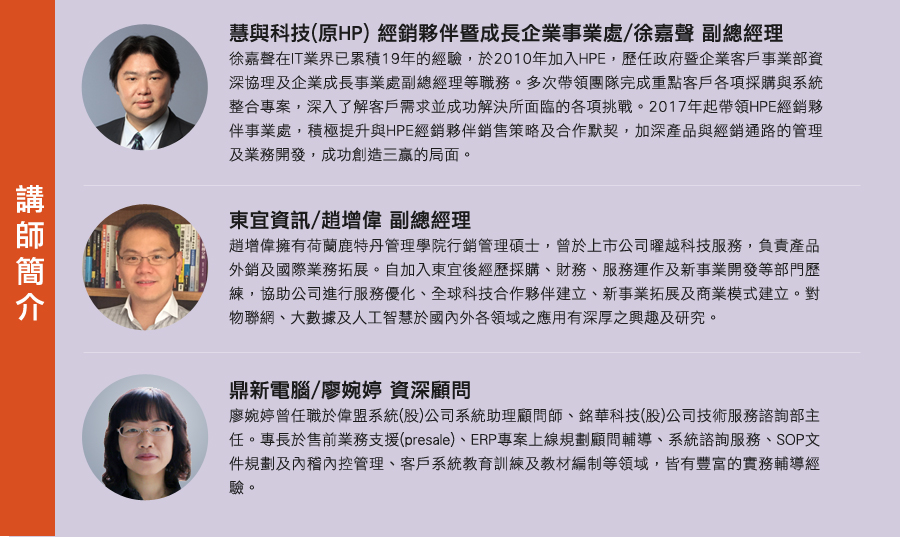 講師簡介
慧與科技(原HP) 經銷夥伴暨成長企業事業處/徐嘉聲 副總經理
徐嘉聲在IT業界已累積19年的經驗，於2010年加入HPE，歷任政府暨企業客戶事業部資
深協理及企業成長事業處副總經理等職務。多次帶領團隊完成重點客戶各項採購與系統
整合專案，深入了解客戶需求並成功解決所面臨的各項挑戰。2017年起帶領HPE經銷夥
伴事業處，積極提升與HPE經銷夥伴銷售策略及合作默契，加深產品與經銷通路的管理
及業務開發，成功創造三贏的局面。
東宜資訊/趙增偉 副總經理
趙增偉擁有荷蘭鹿特丹管理學院行銷管理碩士，曾於上市公司曜越科技服務，負責產品
外銷及國際業務拓展。自加入東宜後經歷採購、財務、服務運作及新事業開發等部門歷
練，協助公司進行服務優化、全球科技合作夥伴建立、新事業拓展及商業模式建立。對
物聯網、大數據及人工智慧於國內外各領域之應用有深厚之興趣及研究。
鼎新電腦/廖婉婷 資深顧問
廖婉婷曾任職於偉盟系統(股)公司系統助理顧問師、銘華科技(股)公司技術服務諮詢部主
任。專長於售前業務支援(presale)、ERP專案上線規劃顧問輔導、系統諮詢服務、SOP文
件規劃及內稽內控管理、客戶系統教育訓練及教材編制等領域，皆有豐富的實務輔導經
驗。